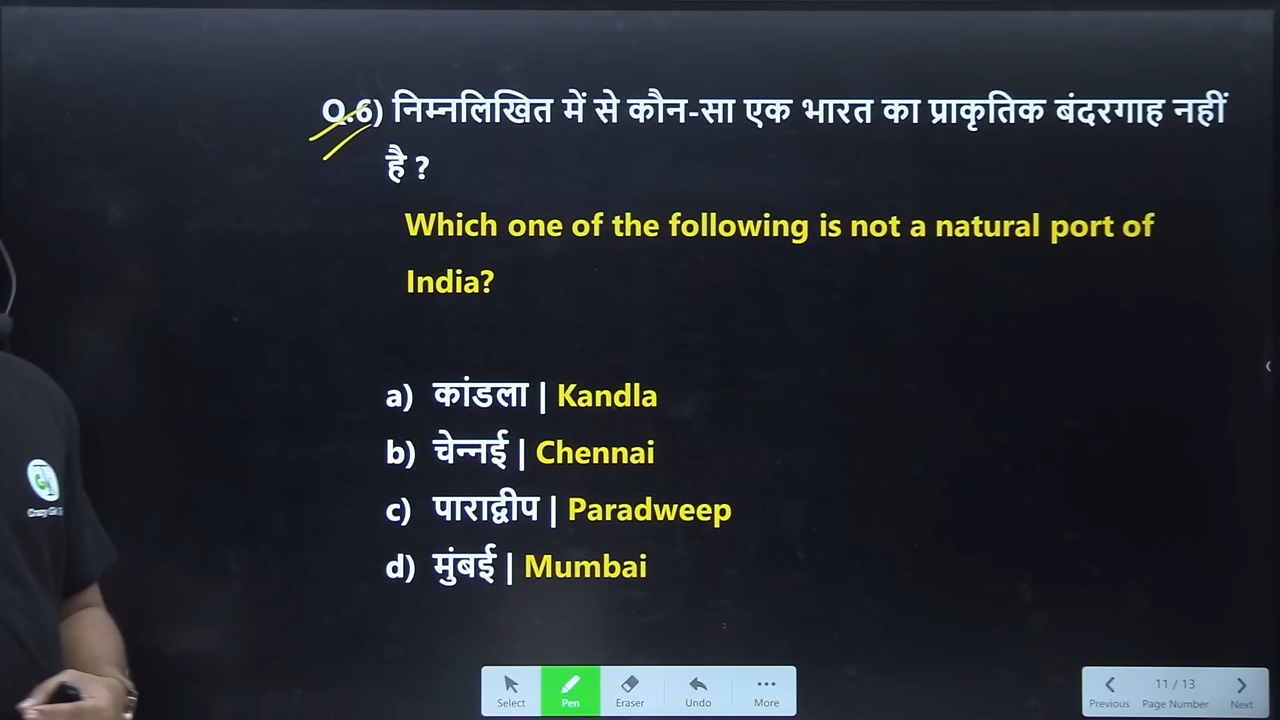 Q.6) निम्नलिखित में से कौन-सा एक भारत का प्राकृतिक बंदरगाह नहीं
है ?
Which one of the following is not a natural port of
India?
a) कांडला | Kandla
b) चेन्नई | Chennai
c) पाराद्वीप | Paradweep
d) मुंबई | Mumbai
Select Pen Eraser Undo More
11 / 13
Previous Page Number Next